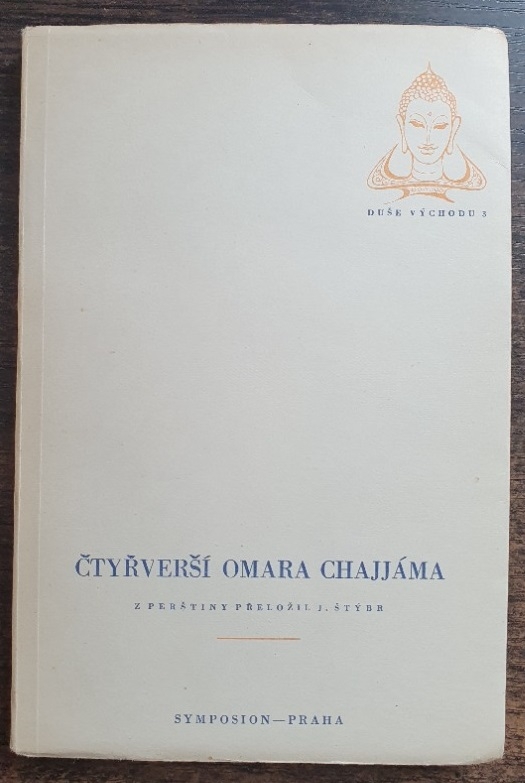 DUŠE VÝCHODU 3
ČTYŘVERŠÍ OMARA CHAJJÁMA
Z PERŠTINY PŘELOŽIL J. ŠTÝBR
SYMPOSION—PRAHA